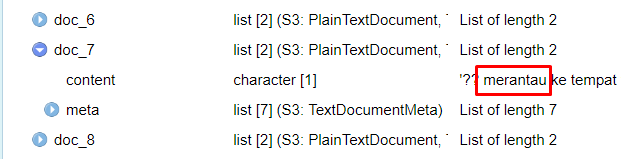 doc_6 list [2] (S3: PlainTextDocument, List of length 2
doc_7 list [2] (S3: PlainTextDocument, List of length 2
content character [1] '?? merantau ke tempat
meta list [7] (S3: TextDocumentMeta) List of length 7
doc_8 list [2] (S3: PlainTextDocument, List of length 2